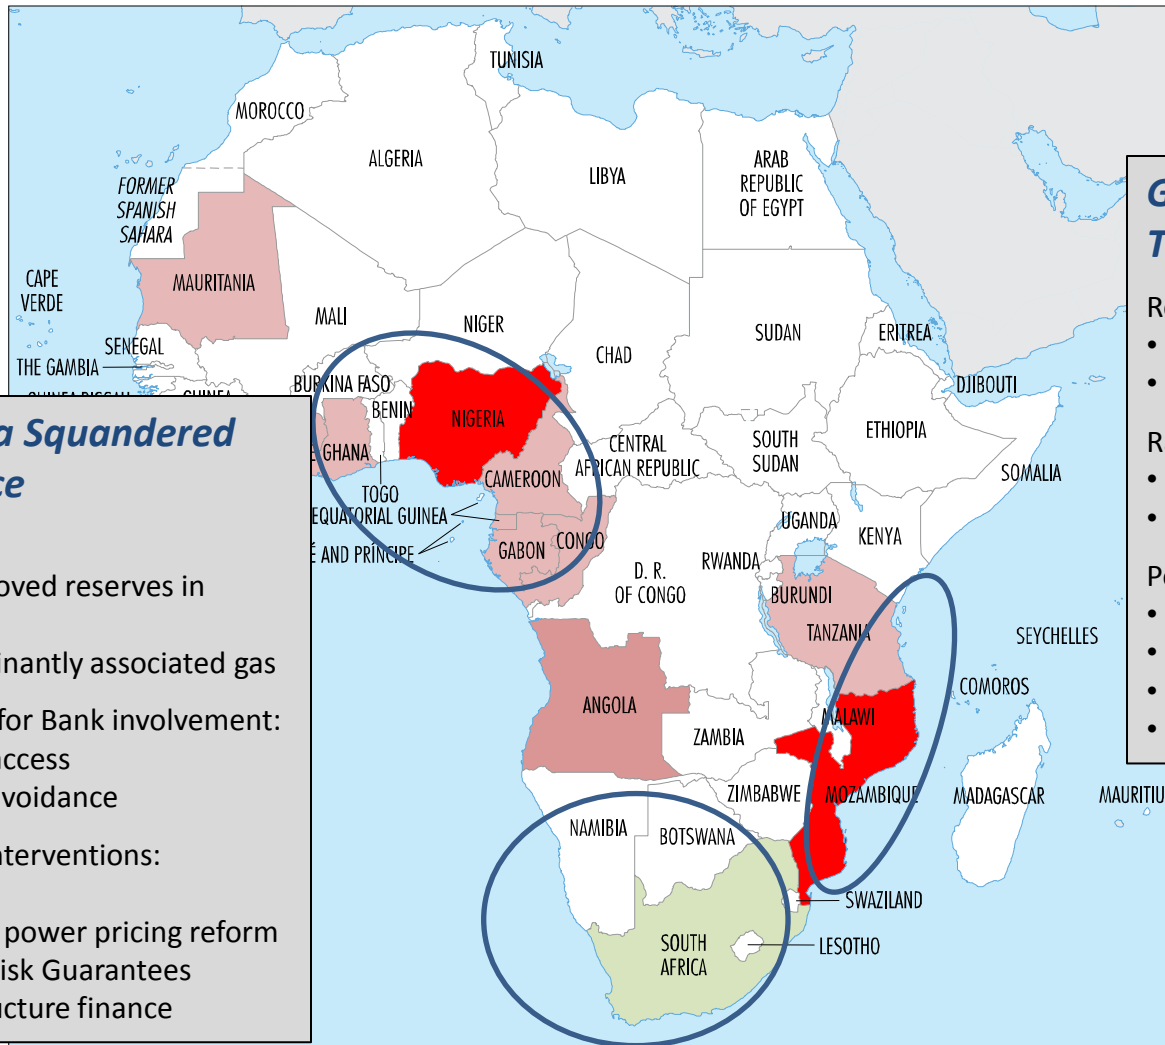 TUNISIA
MOROCCO
ALGERIA
LIBYA
ARAB
REPUBLIC
OF EGYPT
FORMER
SPANISH
SAHARA
CAPE
VERDE
MAURITANIA
MALI
NIGER
CHAD
SUDAN
ERITREA
SENEGAL
THE GAMBIA
BURKINA FASO
DJIBOUTI
BENIN
NIGERIA
GHANA
TOGO
CAMEROON
CENTRAL
AFRICAN REPUBLIC
SOUTH
SUDAN
ETHIOPIA
SOMALIA
EQUATORIAL GUINEA
É AND PRÍNCIPE
GABON
CONGO
UGANDA
KENYA
RWANDA
D. R.
OF CONGO
BURUNDI
TANZANIA
SEYCHELLES
COMOROS
ANGOLA
ZAMBIA
MALAWI
ZIMBABWE
MOZAMBIQUE
MADAGASCAR
MAURITIU
NAMIBIA
BOTSWANA
SWAZILAND
LESOTHO
SOUTH
AFRICA
a Squandered
ce
oved reserves in
inantly associated gas
for Bank involvement:
access
voidance
nterventions:
power pricing reform
isk Guarantees
ucture finance
G
T
R
•
•
R
•
•
P
•
•
•
•